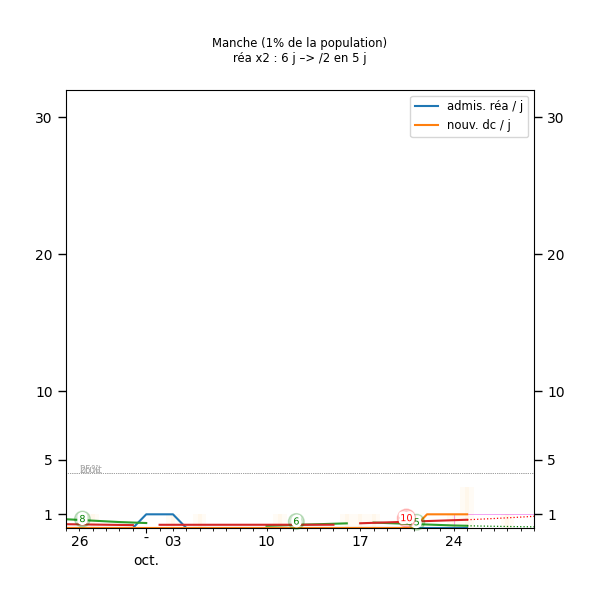 Manche (1% de la population)
réa x2 : 6 j –> /2 en 5 j
admis. réa / j
nouv. dc / j
30 30
20 20
10 10
5 5
8 6 10 5
1 1
26 - 03 10 17 24
oct.